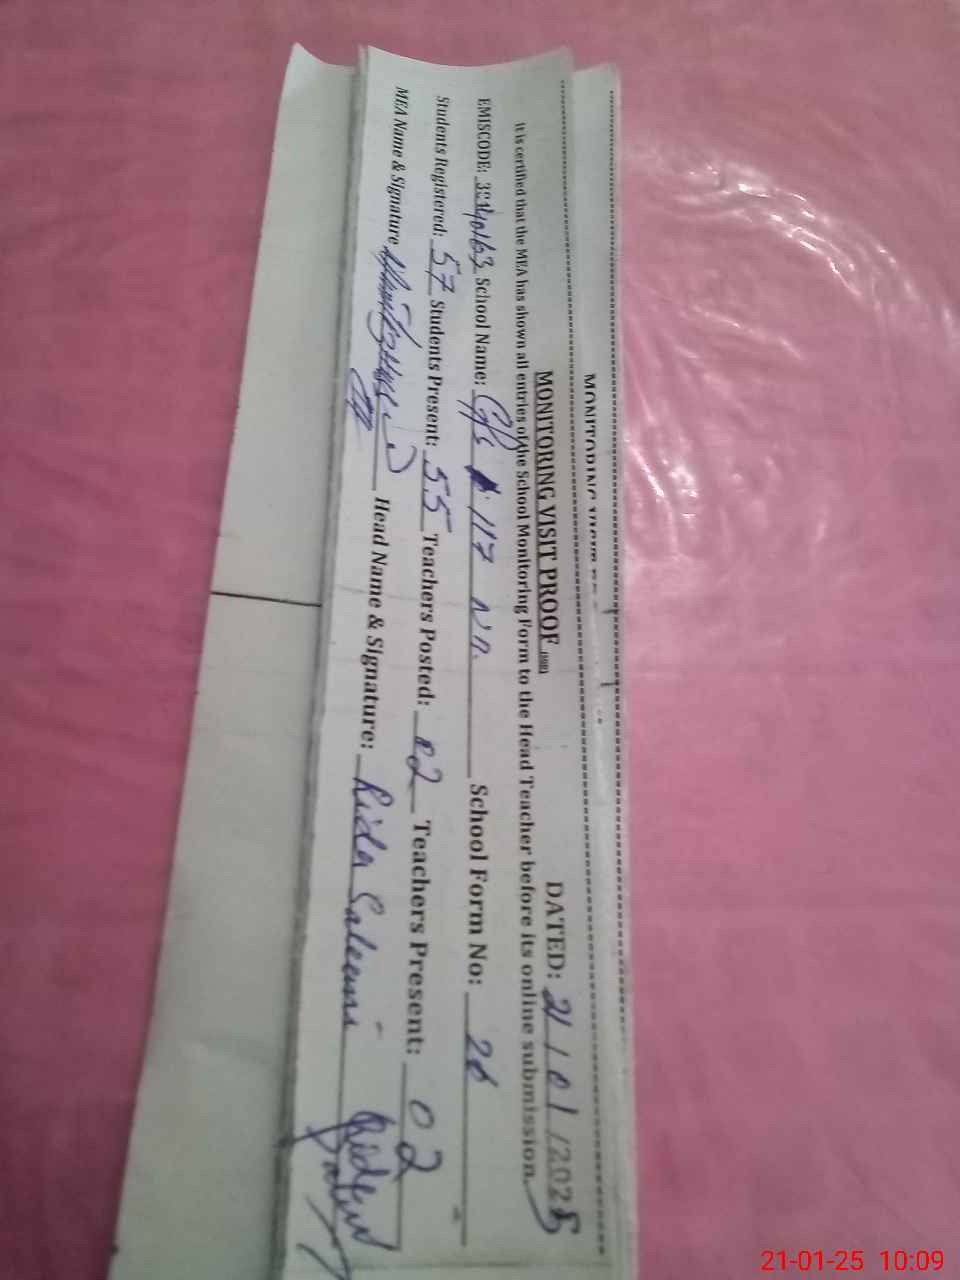 MONITORING VISIT PROOF (SMF) DATED: 21/01/2025
It is certified that the MEA has shown all entries of the School Monitoring Form to the Head Teacher before its online submission.
EMISCODE: School Name: 117 School Form No:
Students Registered: 57 Students Present: 55 Teachers Posted: 02 Teachers Present: 02
MEA Name & Signature Head Name & Signature: Rida Saleemi
21-01-25 10:09